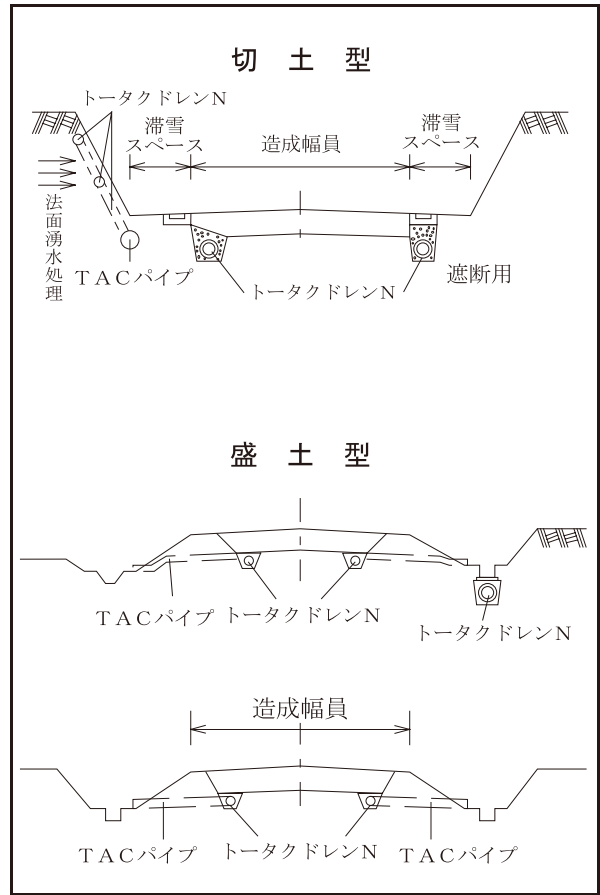 切土型
トータクドレンN
滞雪
スペース
造成幅員
滞雪
スペース
法面湧水処理
TACパイプ
トータクドレンN
遮断用
盛土型
TACパイプ
トータクドレンN
トータクドレンN
造成幅員
TACパイプ
トータクドレンN
TACパイプ